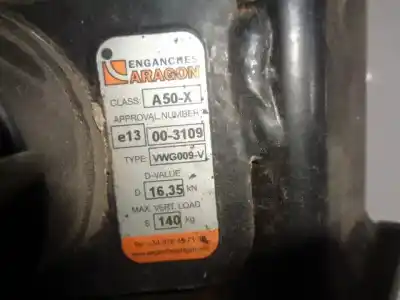 ENGANCHES
ARAGON
CLASS: A50-X
APPROVAL NUMBER
e13 00-3109
TYPE: VWG009-V
D-VALUE
D 16,35 kN
MAX. VERT. LOAD
S 140 Kg